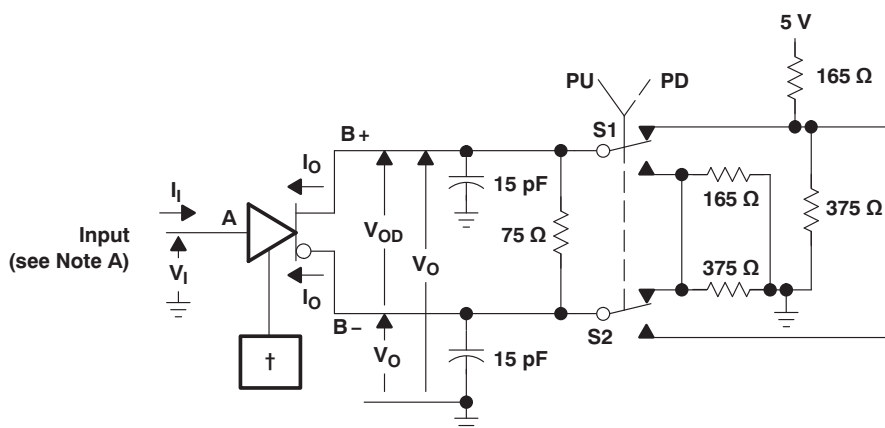 5 V
165 Ω
PU
PD
B+
S1
I_O
I_I
A
15 pF
165 Ω
375 Ω
Input
(see Note A)
V_I
V_OD
V_O
75 Ω
375 Ω
I_O
B−
S2
†
V_O
15 pF